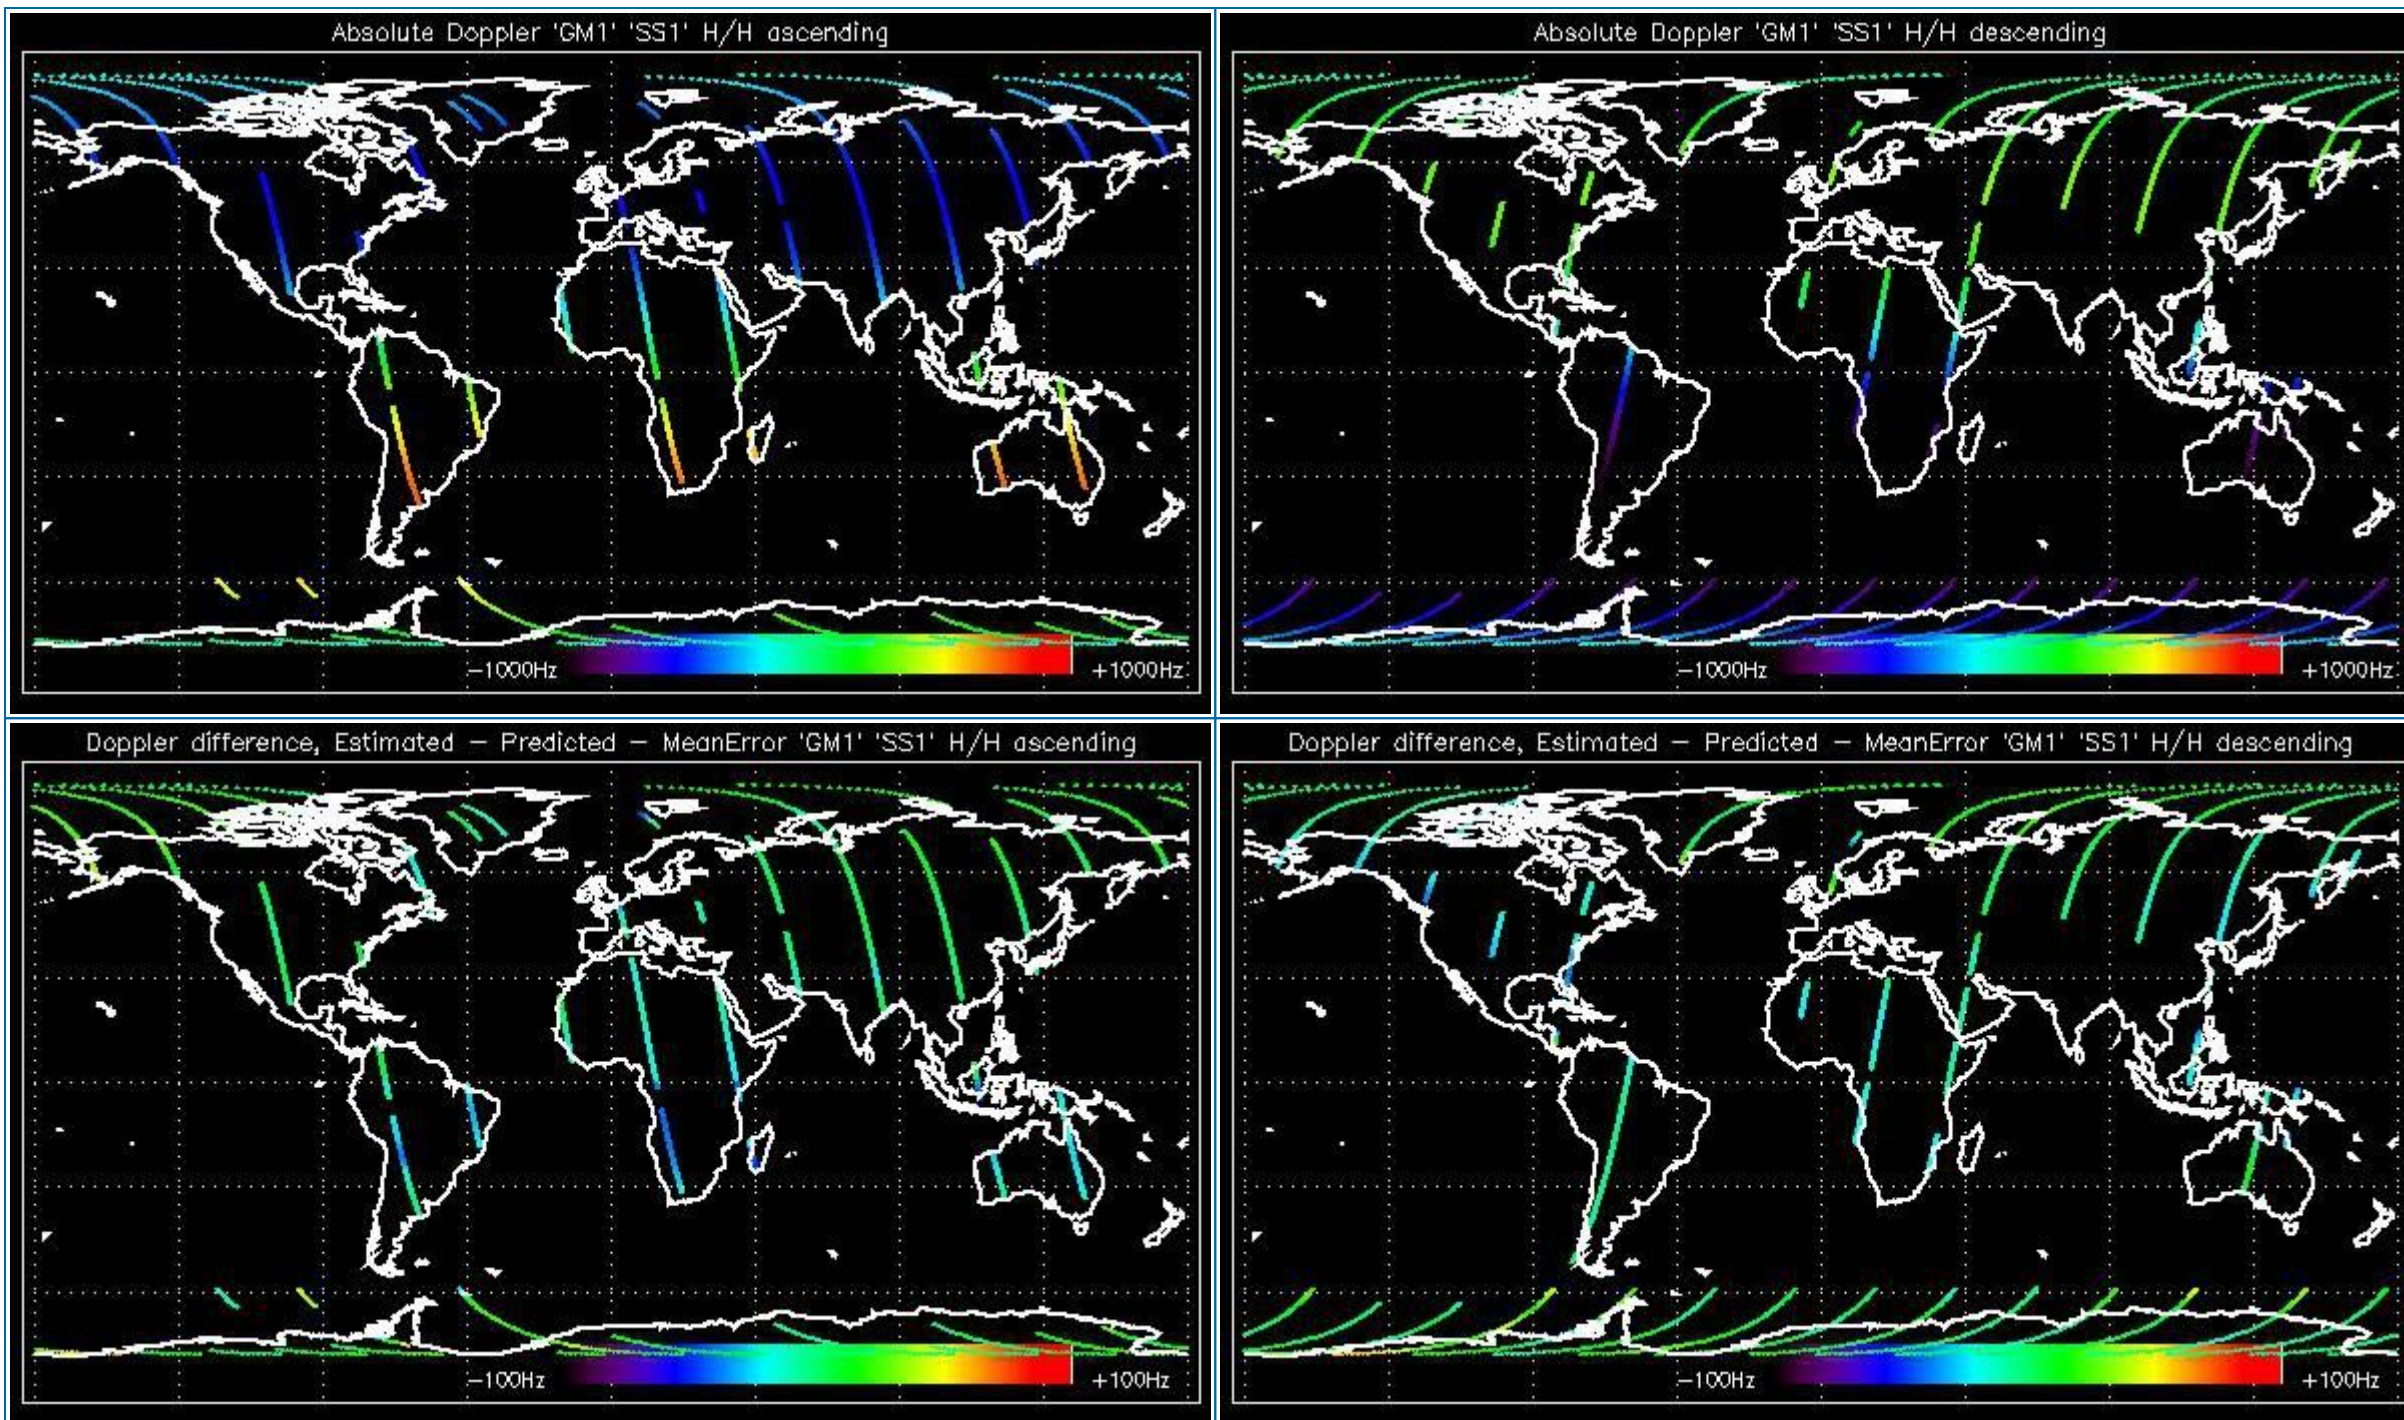 Absolute Doppler 'GM1' 'SS1' H/H ascending
−1000Hz
+1000Hz
Absolute Doppler 'GM1' 'SS1' H/H descending
−1000Hz
+1000Hz
Doppler difference, Estimated − Predicted − MeanError 'GM1' 'SS1' H/H ascending
−100Hz
+100Hz
Doppler difference, Estimated − Predicted − MeanError 'GM1' 'SS1' H/H descending
−100Hz
+100Hz